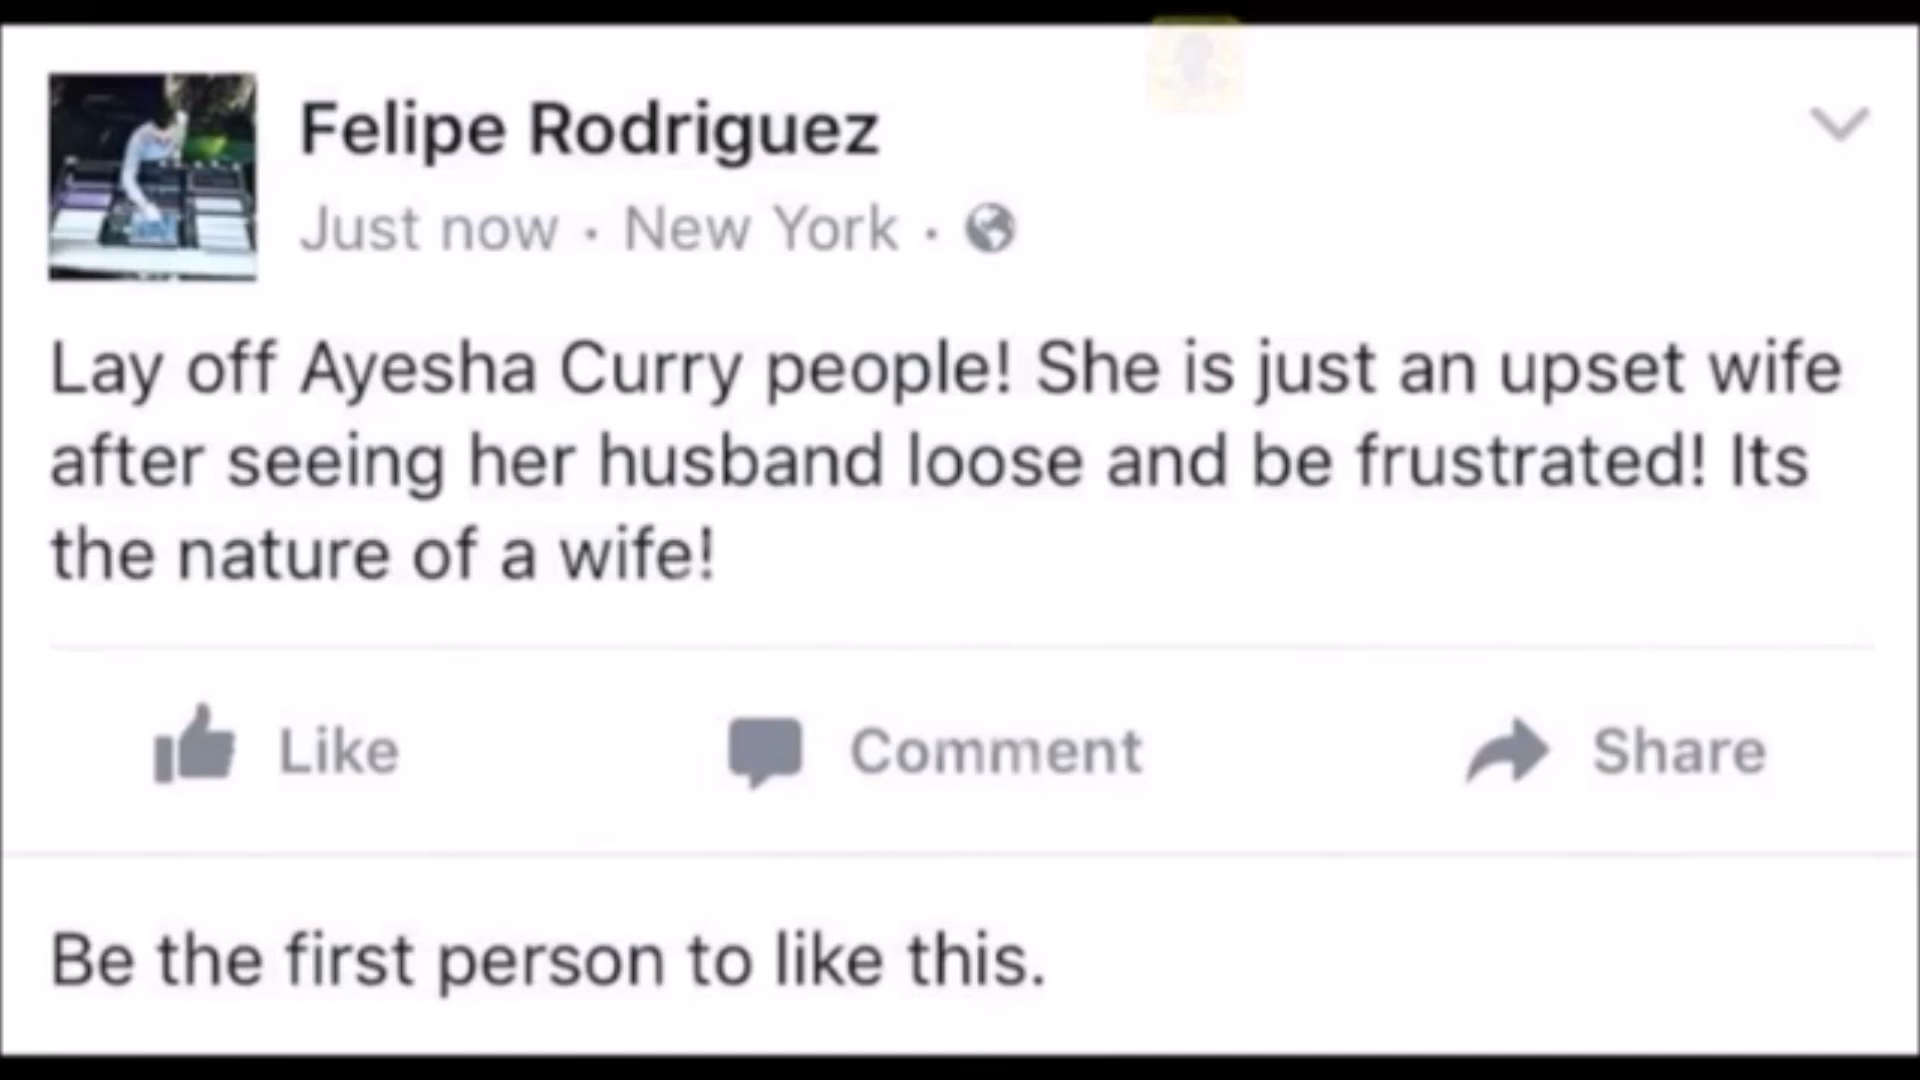 Felipe Rodriguez
Just now · New York ·
Lay off Ayesha Curry people! She is just an upset wife
after seeing her husband loose and be frustrated! Its
the nature of a wife!
Like Comment Share
Be the first person to like this.